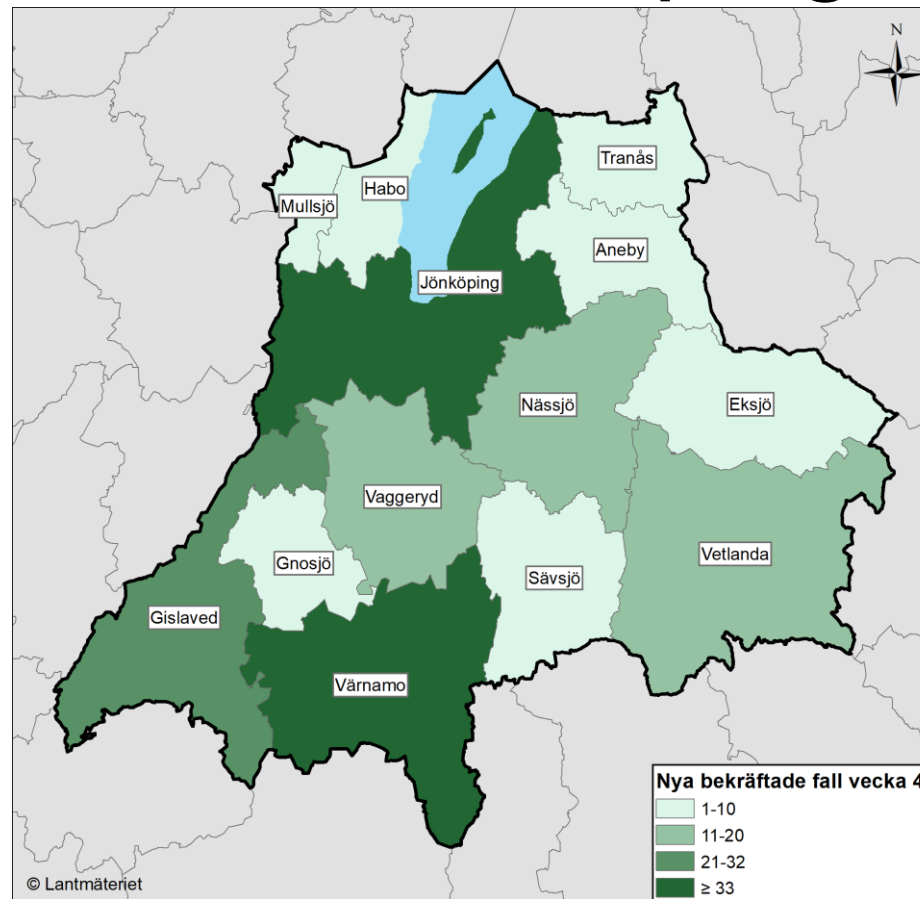 N
Tranås
Habo
Mullsjö
Aneby
Jönköping
Nässjö
Eksjö
Vaggeryd
Vetlanda
Gnosjö
Sävsjö
Gislaved
Värnamo
Nya bekräftade fall vecka 4
1-10
11-20
21-32
≥ 33
© Lantmäteriet